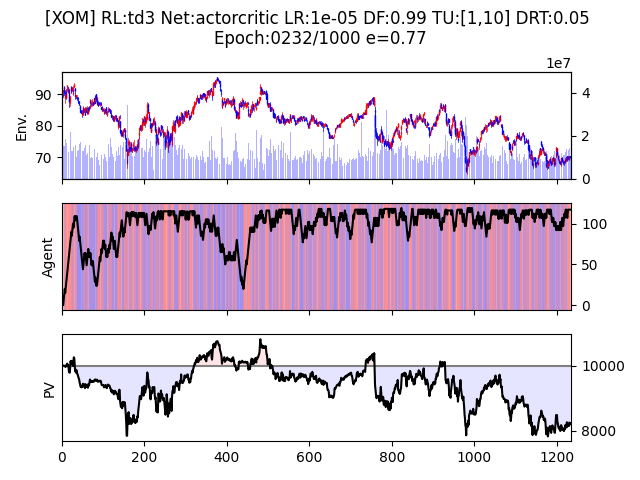 [XOM] RL:td3 Net:actorcritic LR:1e-05 DF:0.99 TU:[1,10] DRT:0.05
Epoch:0232/1000 e=0.77
1e7
Env.
90
80
70
4
2
0
Agent
100
50
0
PV
10000
8000
0 200 400 600 800 1000 1200